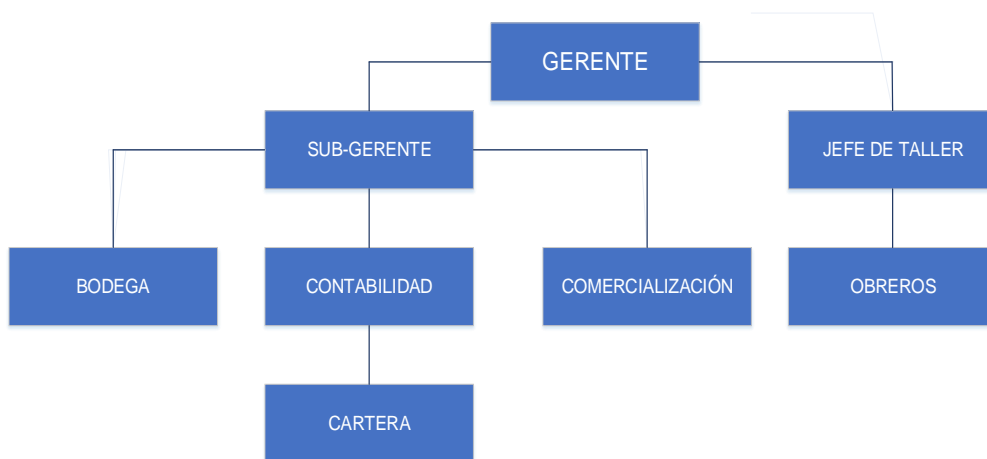 GERENTE
SUB-GERENTE
JEFE DE TALLER
BODEGA
CONTABILIDAD
COMERCIALIZACIÓN
OBREROS
CARTERA